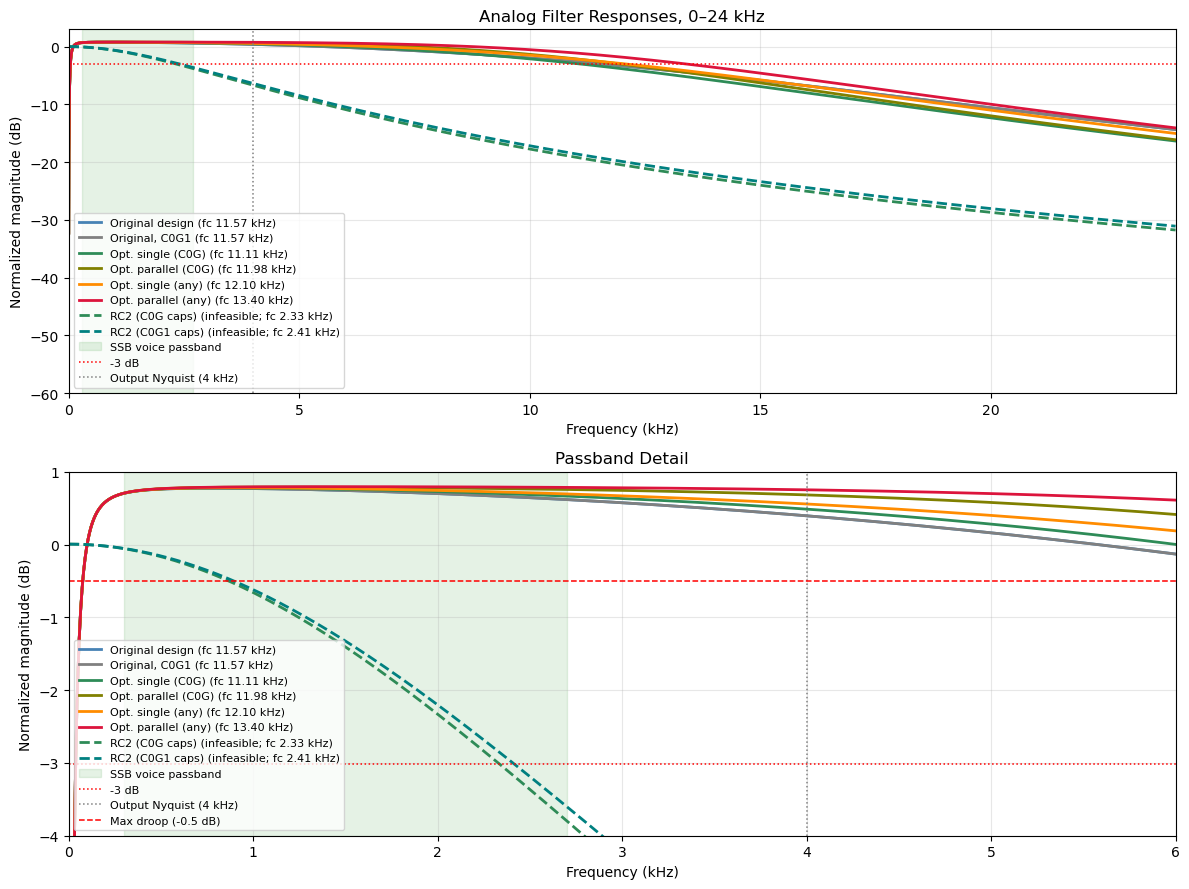 Analog Filter Responses, 0–24 kHz
Normalized magnitude (dB)
0
−10
−20
−30
−40
−50
−60
Original design (fc 11.57 kHz)
Original, C0G1 (fc 11.57 kHz)
Opt. single (C0G) (fc 11.11 kHz)
Opt. parallel (C0G) (fc 11.98 kHz)
Opt. single (any) (fc 12.10 kHz)
Opt. parallel (any) (fc 13.40 kHz)
RC2 (C0G caps) (infeasible; fc 2.33 kHz)
RC2 (C0G1 caps) (infeasible; fc 2.41 kHz)
SSB voice passband
-3 dB
Output Nyquist (4 kHz)
0 5 10 15 20
Frequency (kHz)
Passband Detail
Normalized magnitude (dB)
1
0
−1
−2
−3
−4
Original design (fc 11.57 kHz)
Original, C0G1 (fc 11.57 kHz)
Opt. single (C0G) (fc 11.11 kHz)
Opt. parallel (C0G) (fc 11.98 kHz)
Opt. single (any) (fc 12.10 kHz)
Opt. parallel (any) (fc 13.40 kHz)
RC2 (C0G caps) (infeasible; fc 2.33 kHz)
RC2 (C0G1 caps) (infeasible; fc 2.41 kHz)
SSB voice passband
-3 dB
Output Nyquist (4 kHz)
Max droop (-0.5 dB)
0 1 2 3 4 5 6
Frequency (kHz)